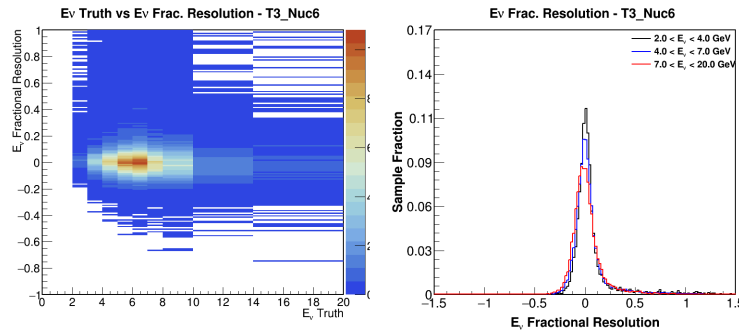 Eν Truth vs Eν Frac. Resolution - T3_Nuc6
Eν Fractional Resolution
1
0.8
0.6
0.4
0.2
0
−0.2
−0.4
−0.6
−0.8
−1
0 2 4 6 8 10 12 14 16 18 20
Eν Truth
8
6
4
2
0
Eν Frac. Resolution - T3_Nuc6
2.0 < Eν < 4.0 GeV
4.0 < Eν < 7.0 GeV
7.0 < Eν < 20.0 GeV
Sample Fraction
0.17
0.14
0.11
0.09
0.06
0.03
0
−1.5 −1 −0.5 0 0.5 1 1.5
Eν Fractional Resolution